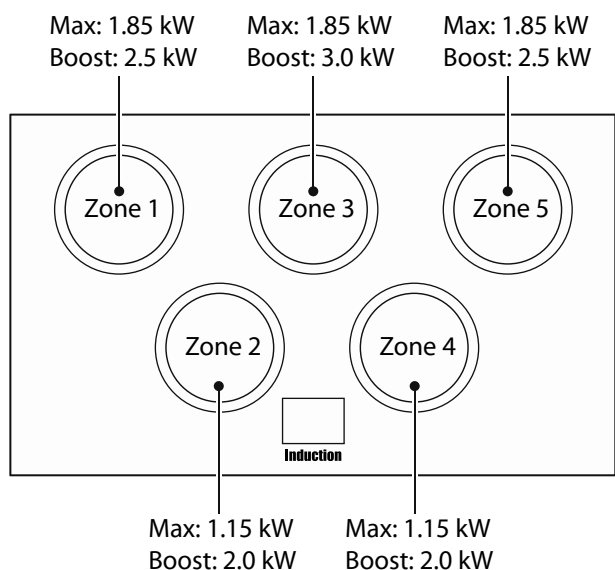 Max: 1.85 kW
Boost: 2.5 kW
Max: 1.85 kW
Boost: 3.0 kW
Max: 1.85 kW
Boost: 2.5 kW
Zone 1
Zone 3
Zone 5
Zone 2
Zone 4
Induction
Max: 1.15 kW
Boost: 2.0 kW
Max: 1.15 kW
Boost: 2.0 kW